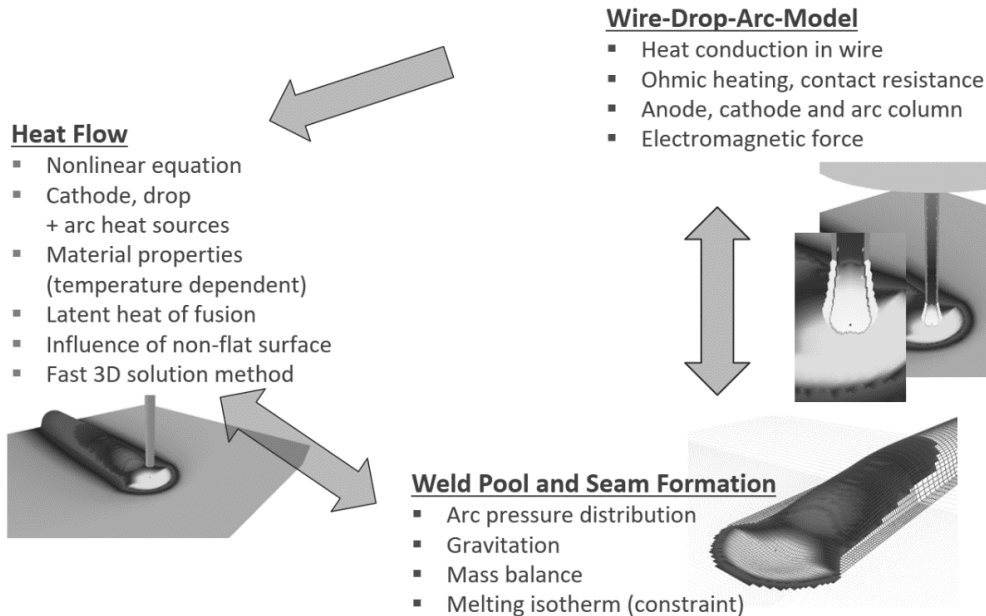 Wire-Drop-Arc-Model
▪ Heat conduction in wire
▪ Ohmic heating, contact resistance
▪ Anode, cathode and arc column
▪ Electromagnetic force
Heat Flow
▪ Nonlinear equation
▪ Cathode, drop
+ arc heat sources
▪ Material properties
(temperature dependent)
▪ Latent heat of fusion
▪ Influence of non-flat surface
▪ Fast 3D solution method
Weld Pool and Seam Formation
▪ Arc pressure distribution
▪ Gravitation
▪ Mass balance
▪ Melting isotherm (constraint)